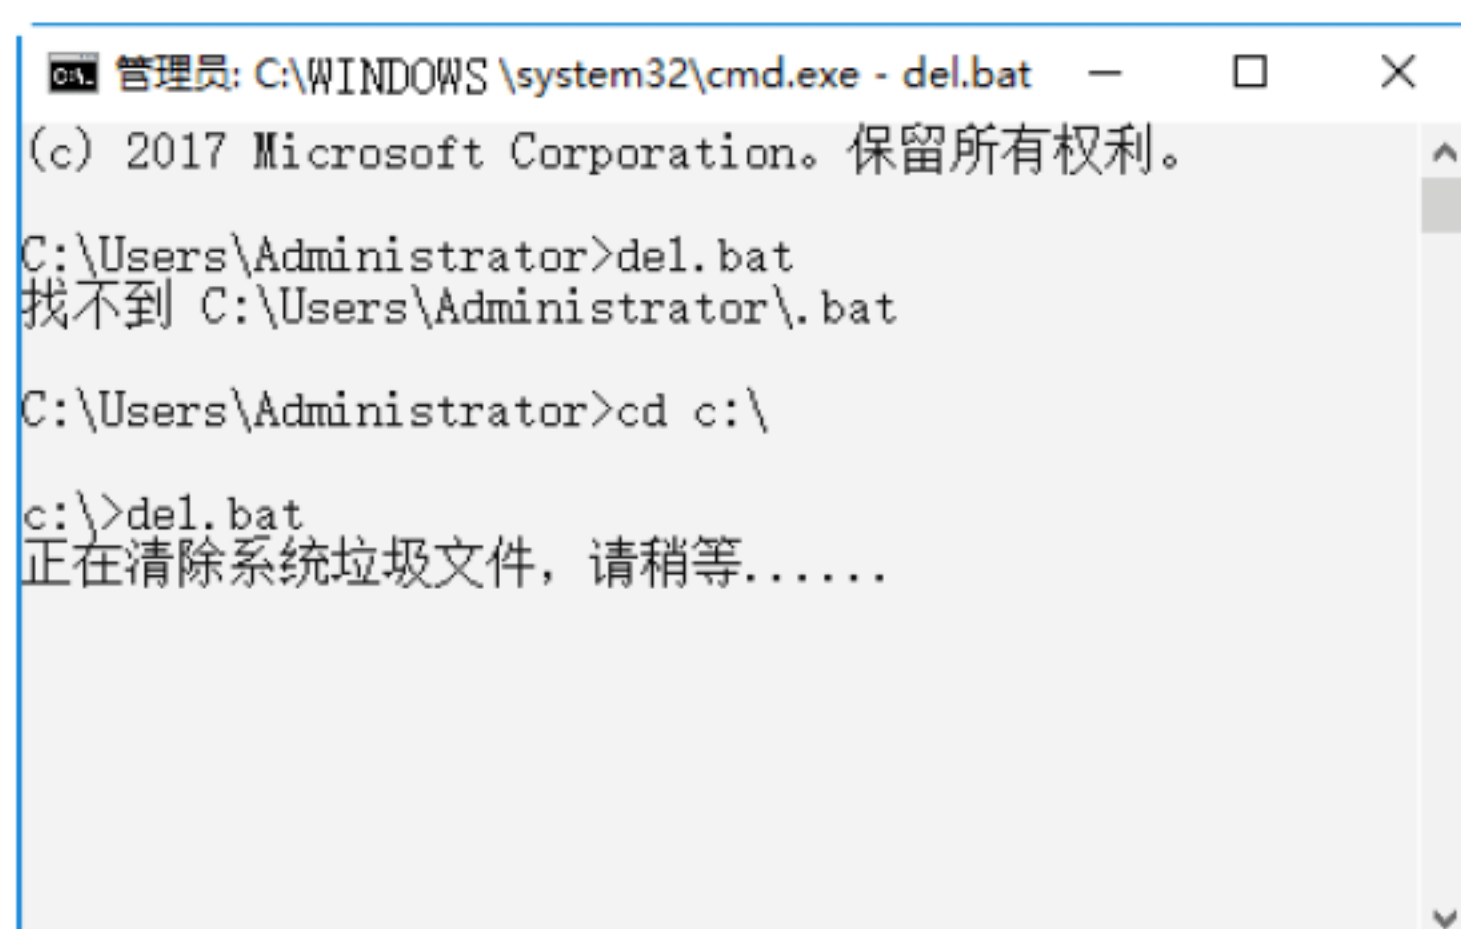 管理员: C:\WINDOWS \system32\cmd.exe - del.bat
(c) 2017 Microsoft Corporation。保留所有权利。
C:\Users\Administrator>del.bat
找不到 C:\Users\Administrator\.bat
C:\Users\Administrator>cd c:\
c:\>del.bat
正在清除系统垃圾文件，请稍等......